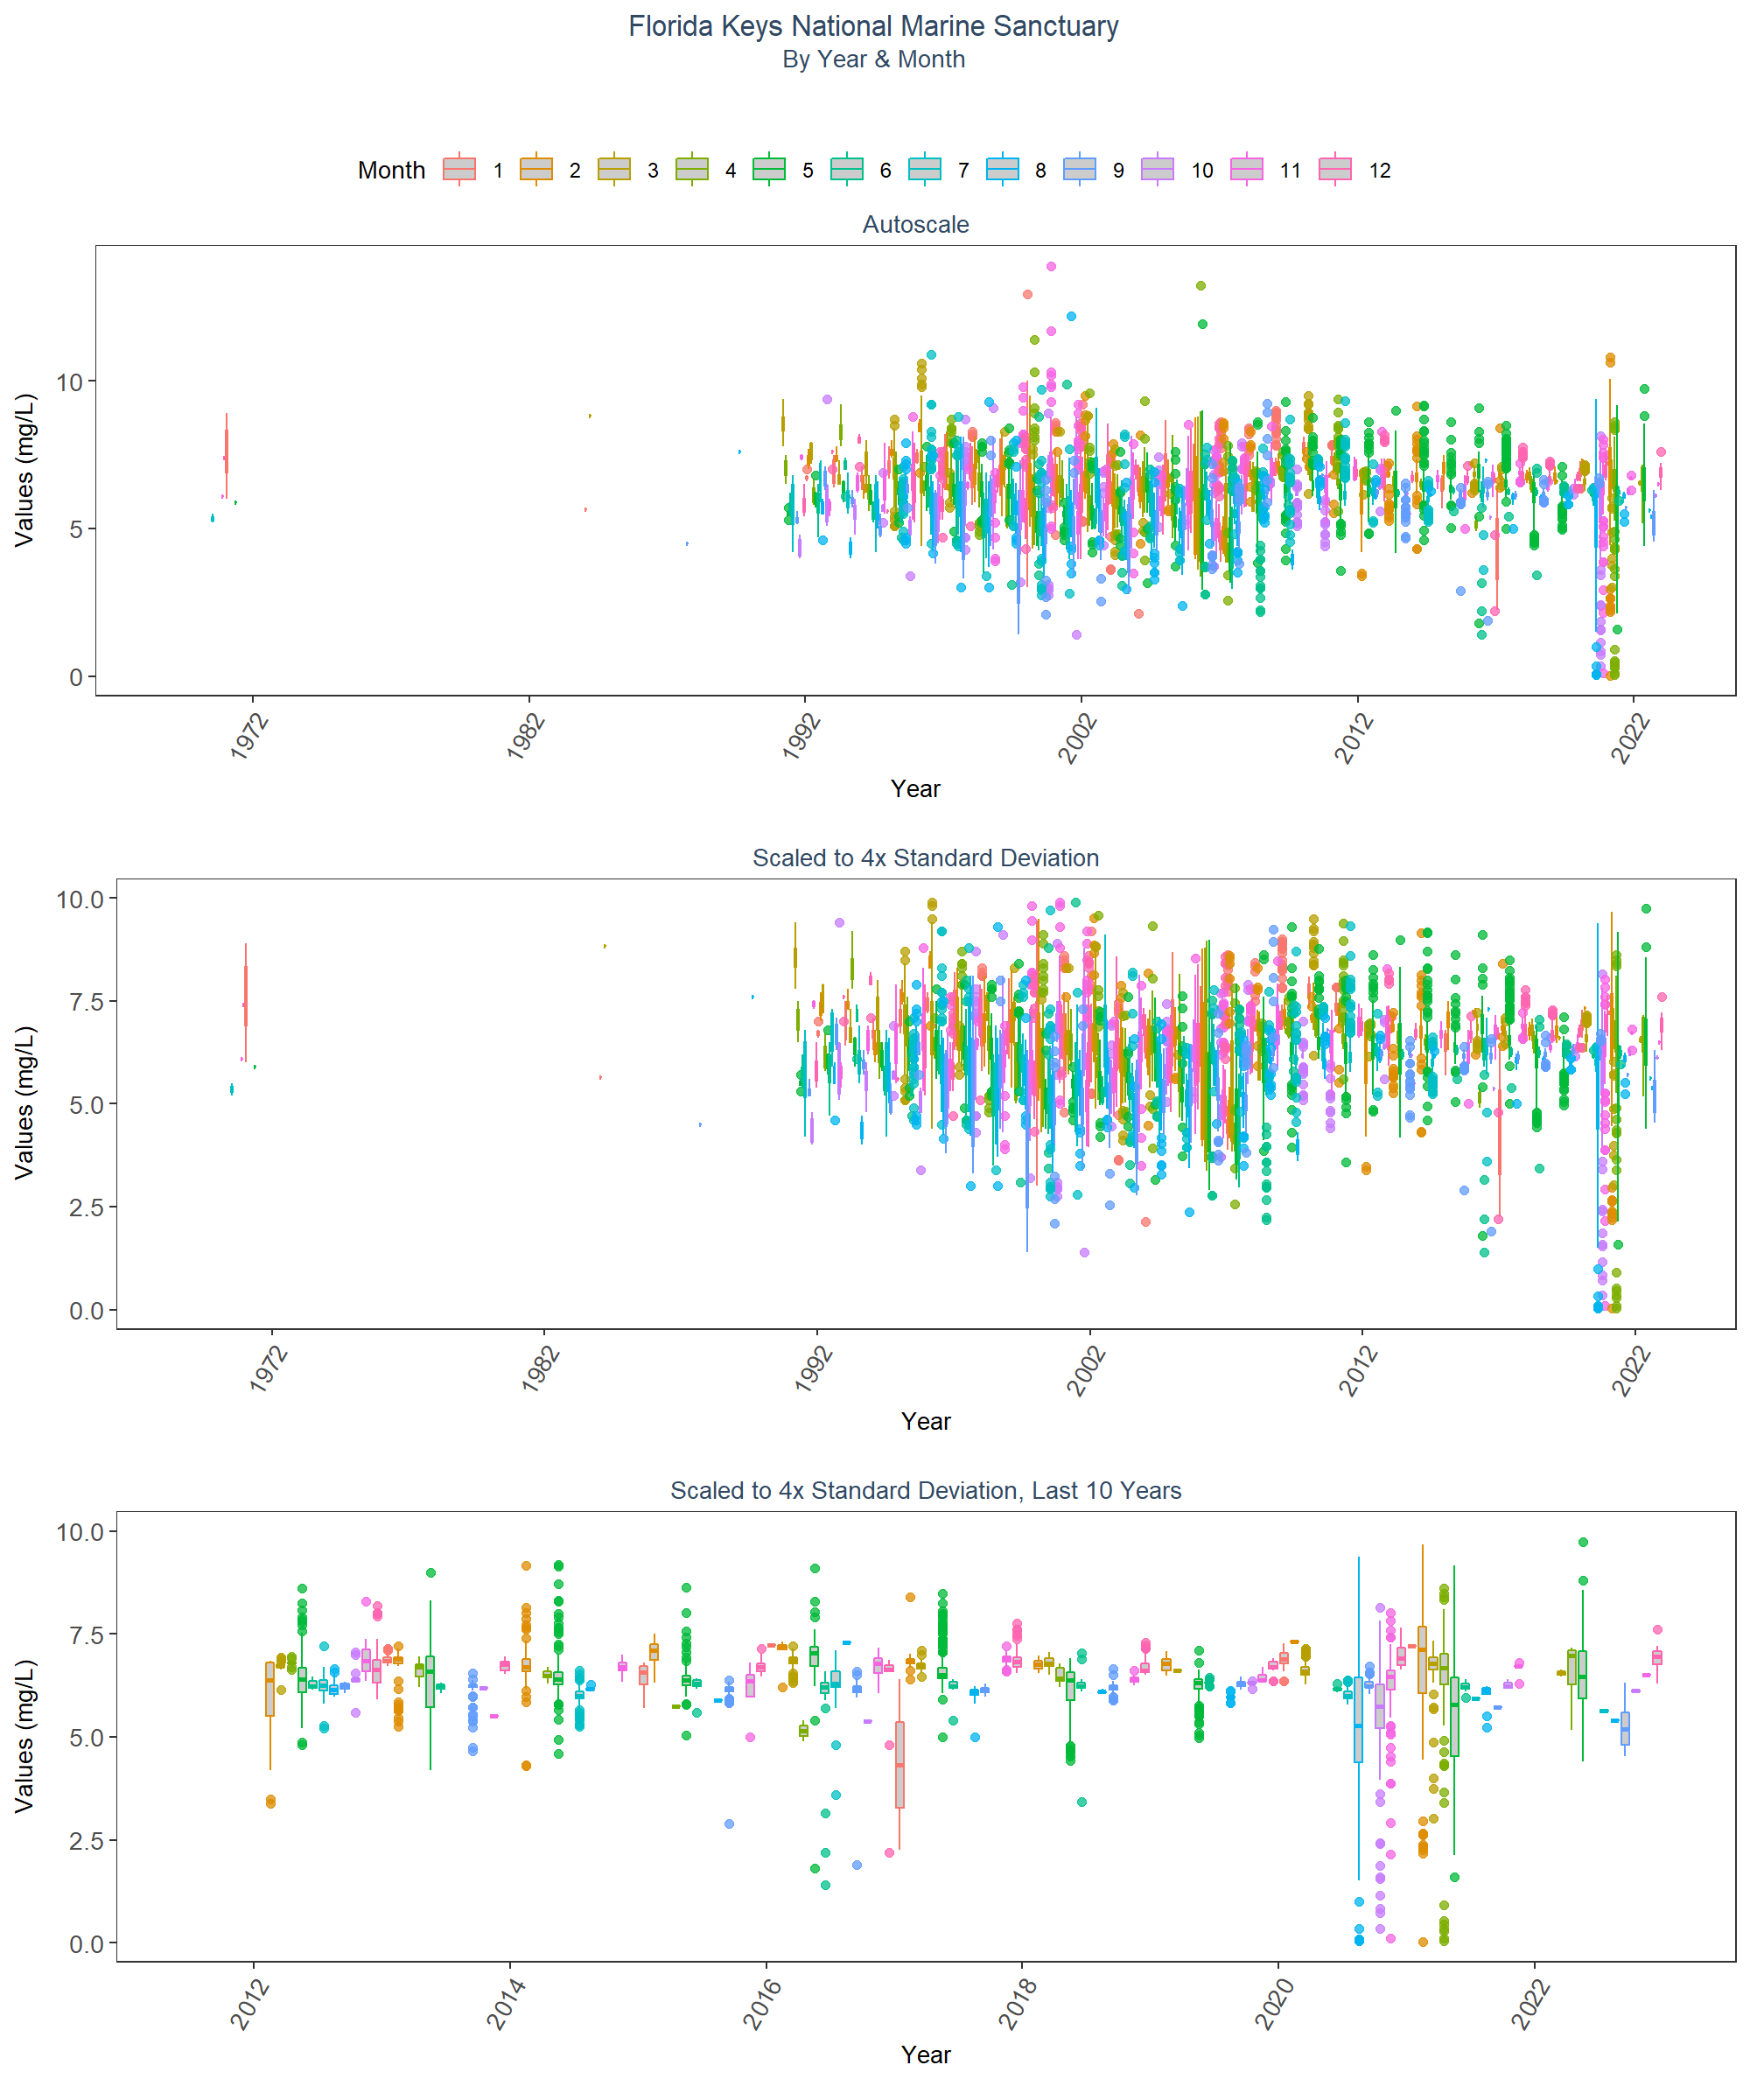 Florida Keys National Marine Sanctuary
By Year & Month
Month 1 2 3 4 5 6 7 8 9 10 11 12
Autoscale
Values (mg/L)
10
5
0
1972 1982 1992 2002 2012 2022
Year
Scaled to 4x Standard Deviation
Values (mg/L)
10.0
7.5
5.0
2.5
0.0
1972 1982 1992 2002 2012 2022
Year
Scaled to 4x Standard Deviation, Last 10 Years
Values (mg/L)
10.0
7.5
5.0
2.5
0.0
2012 2014 2016 2018 2020 2022
Year